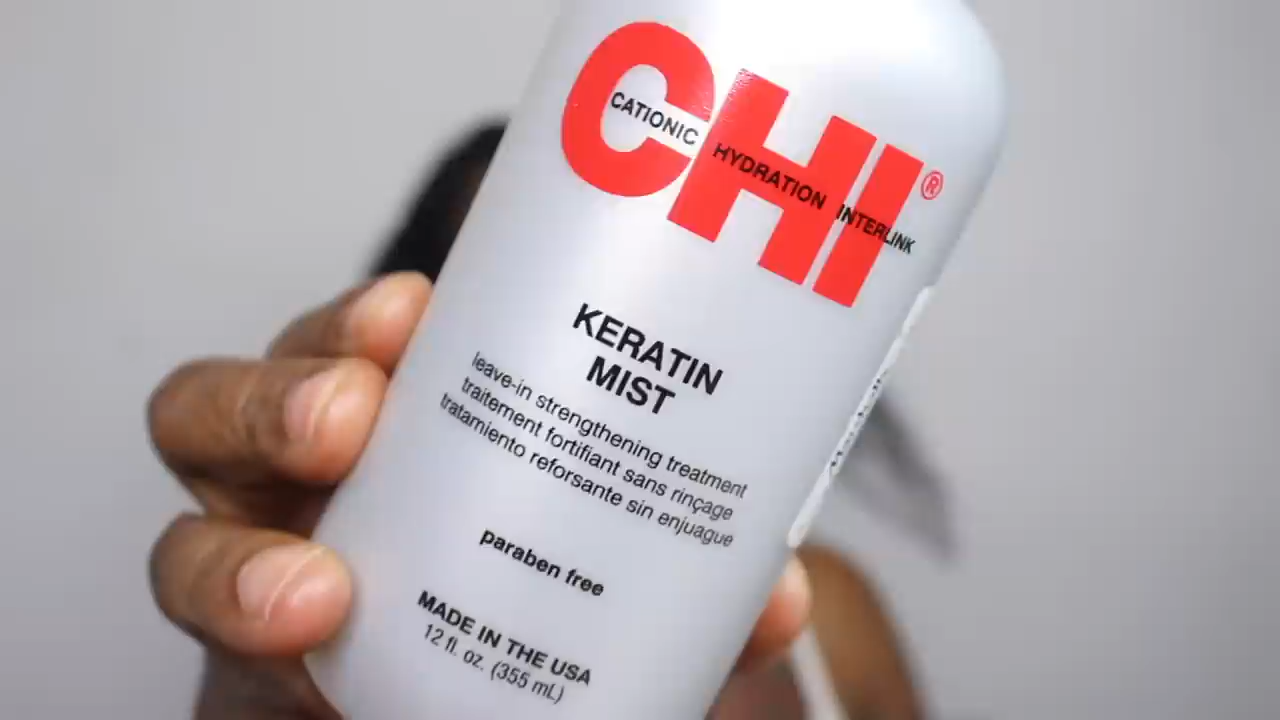 CHI®
CATIONIC HYDRATION INTERLINK
KERATIN
MIST
leave-in strengthening treatment
traitement fortifiant sans rinçage
tratamiento reforsante sin enjuague
paraben free
MADE IN THE USA
12 fl. oz. (355 mL)